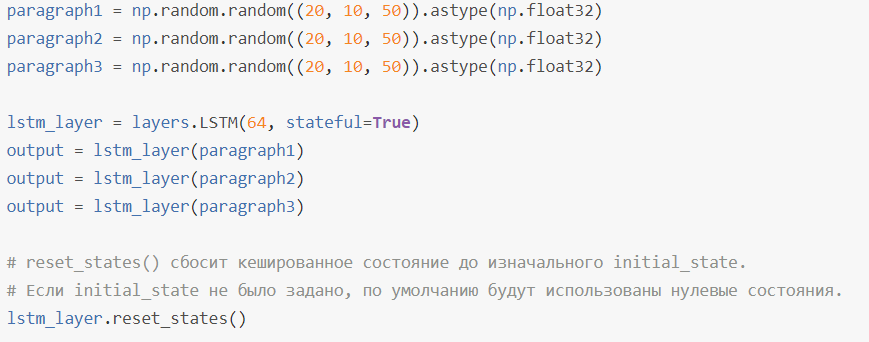 paragraph1 = np.random.random((20, 10, 50)).astype(np.float32)
paragraph2 = np.random.random((20, 10, 50)).astype(np.float32)
paragraph3 = np.random.random((20, 10, 50)).astype(np.float32)

lstm_layer = layers.LSTM(64, stateful=True)
output = lstm_layer(paragraph1)
output = lstm_layer(paragraph2)
output = lstm_layer(paragraph3)

# reset_states() сбосит кешированное состояние до изначального initial_state.
# Если initial_state не было задано, по умолчанию будут использованы нулевые состояния.
lstm_layer.reset_states()